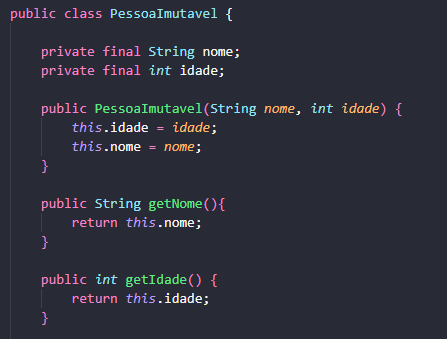 public class PessoaImutavel {
private final String nome;
private final int idade;
public PessoaImutavel(String nome, int idade) {
this.idade = idade;
this.nome = nome;
}
public String getNome(){
return this.nome;
}
public int getIdade() {
return this.idade;
}